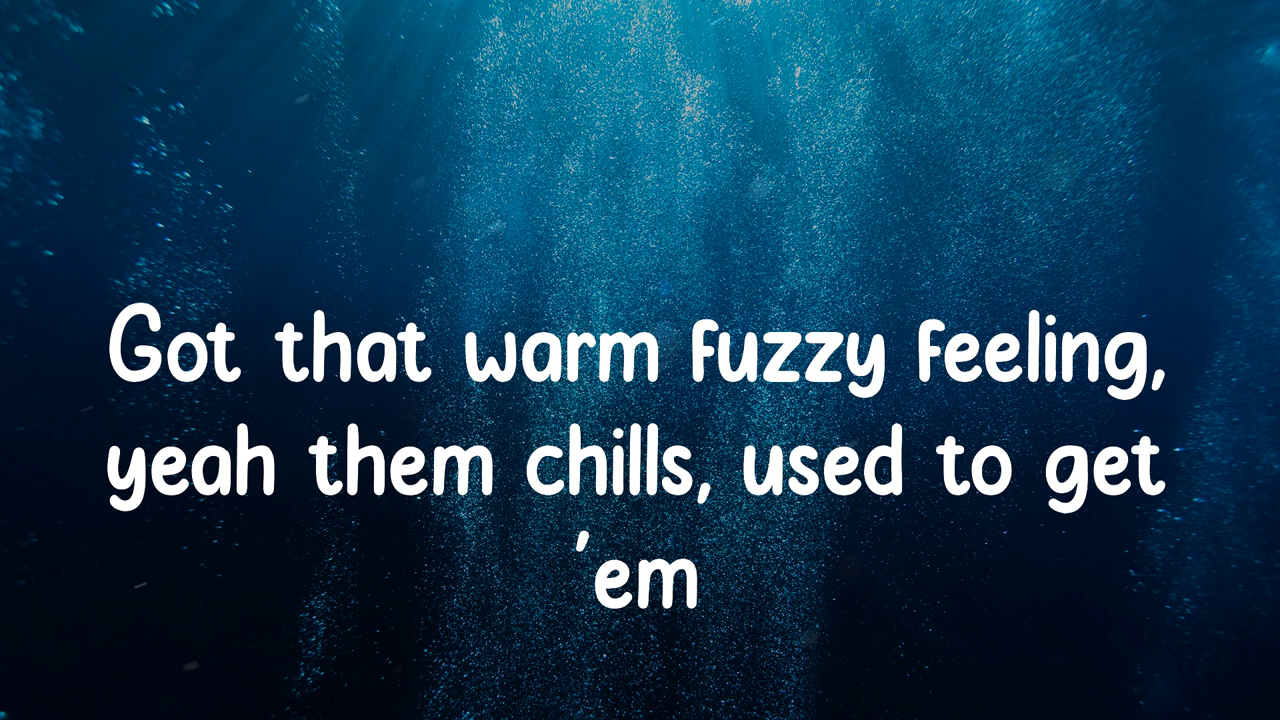 Got that warm fuzzy feeling,
yeah them chills, used to get
'em